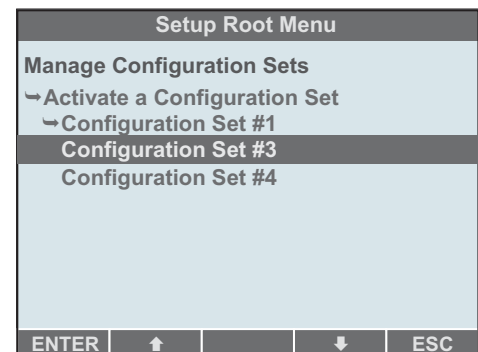 Setup Root Menu
Manage Configuration Sets
➥Activate a Configuration Set
➥Configuration Set #1
Configuration Set #3
Configuration Set #4
ENTER ⬆ ⬇ ESC